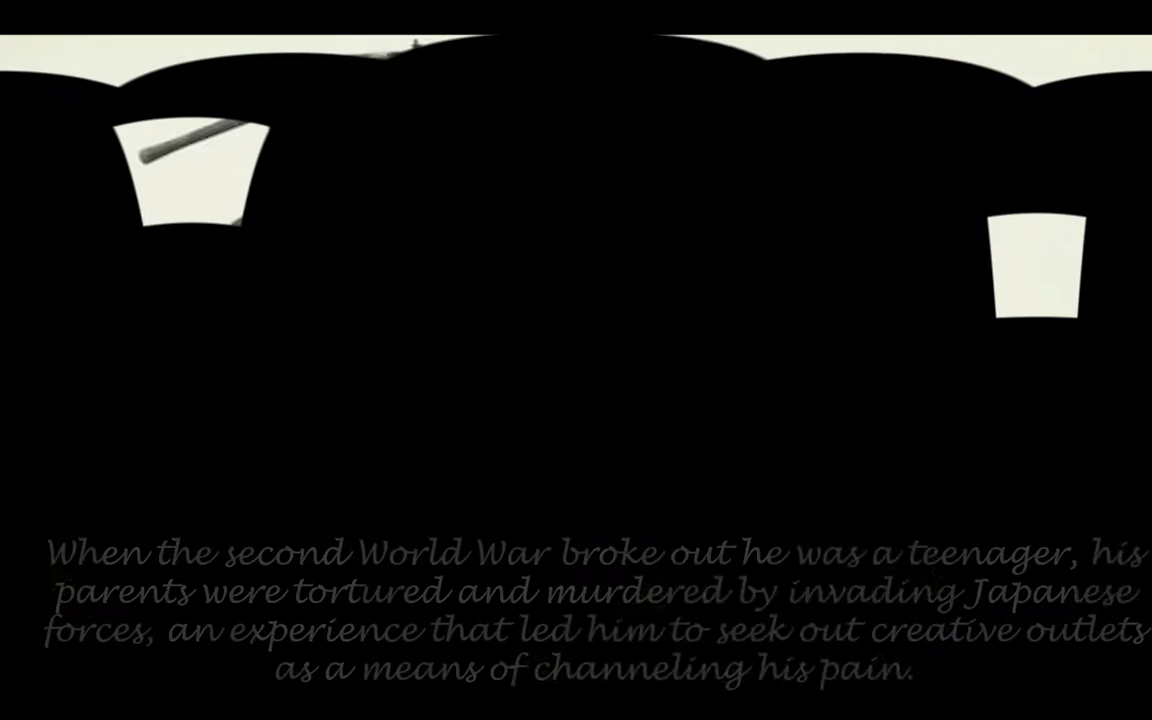 When the second World War broke out he was a teenager, his
parents were tortured and murdered by invading Japanese
forces, an experience that led him to seek out creative outlets
as a means of channeling his pain.